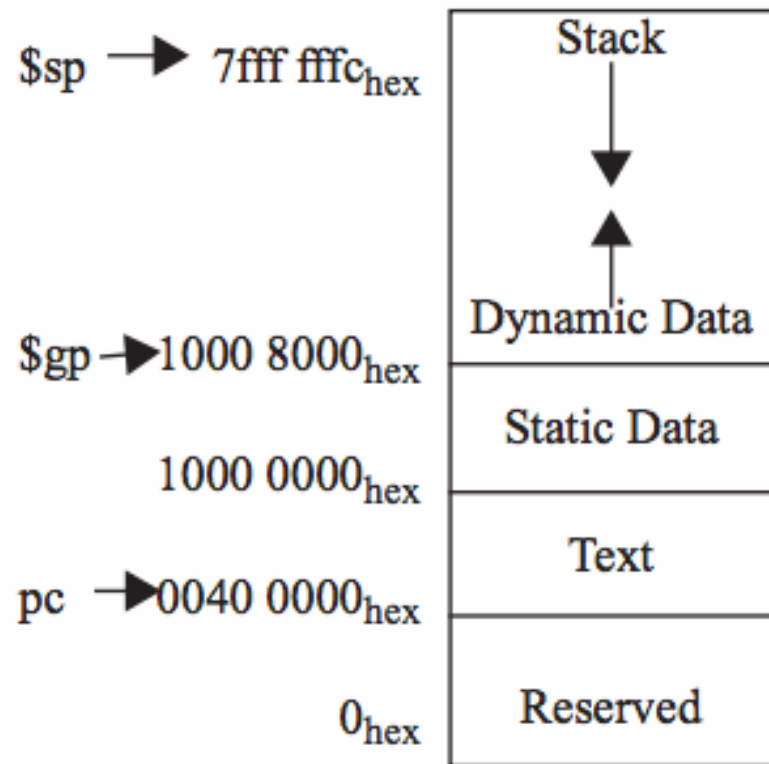 Stack
$sp 7fff fffc hex
Dynamic Data
$gp 1000 8000 hex
Static Data
1000 0000 hex
Text
pc 0040 0000 hex
Reserved
0 hex